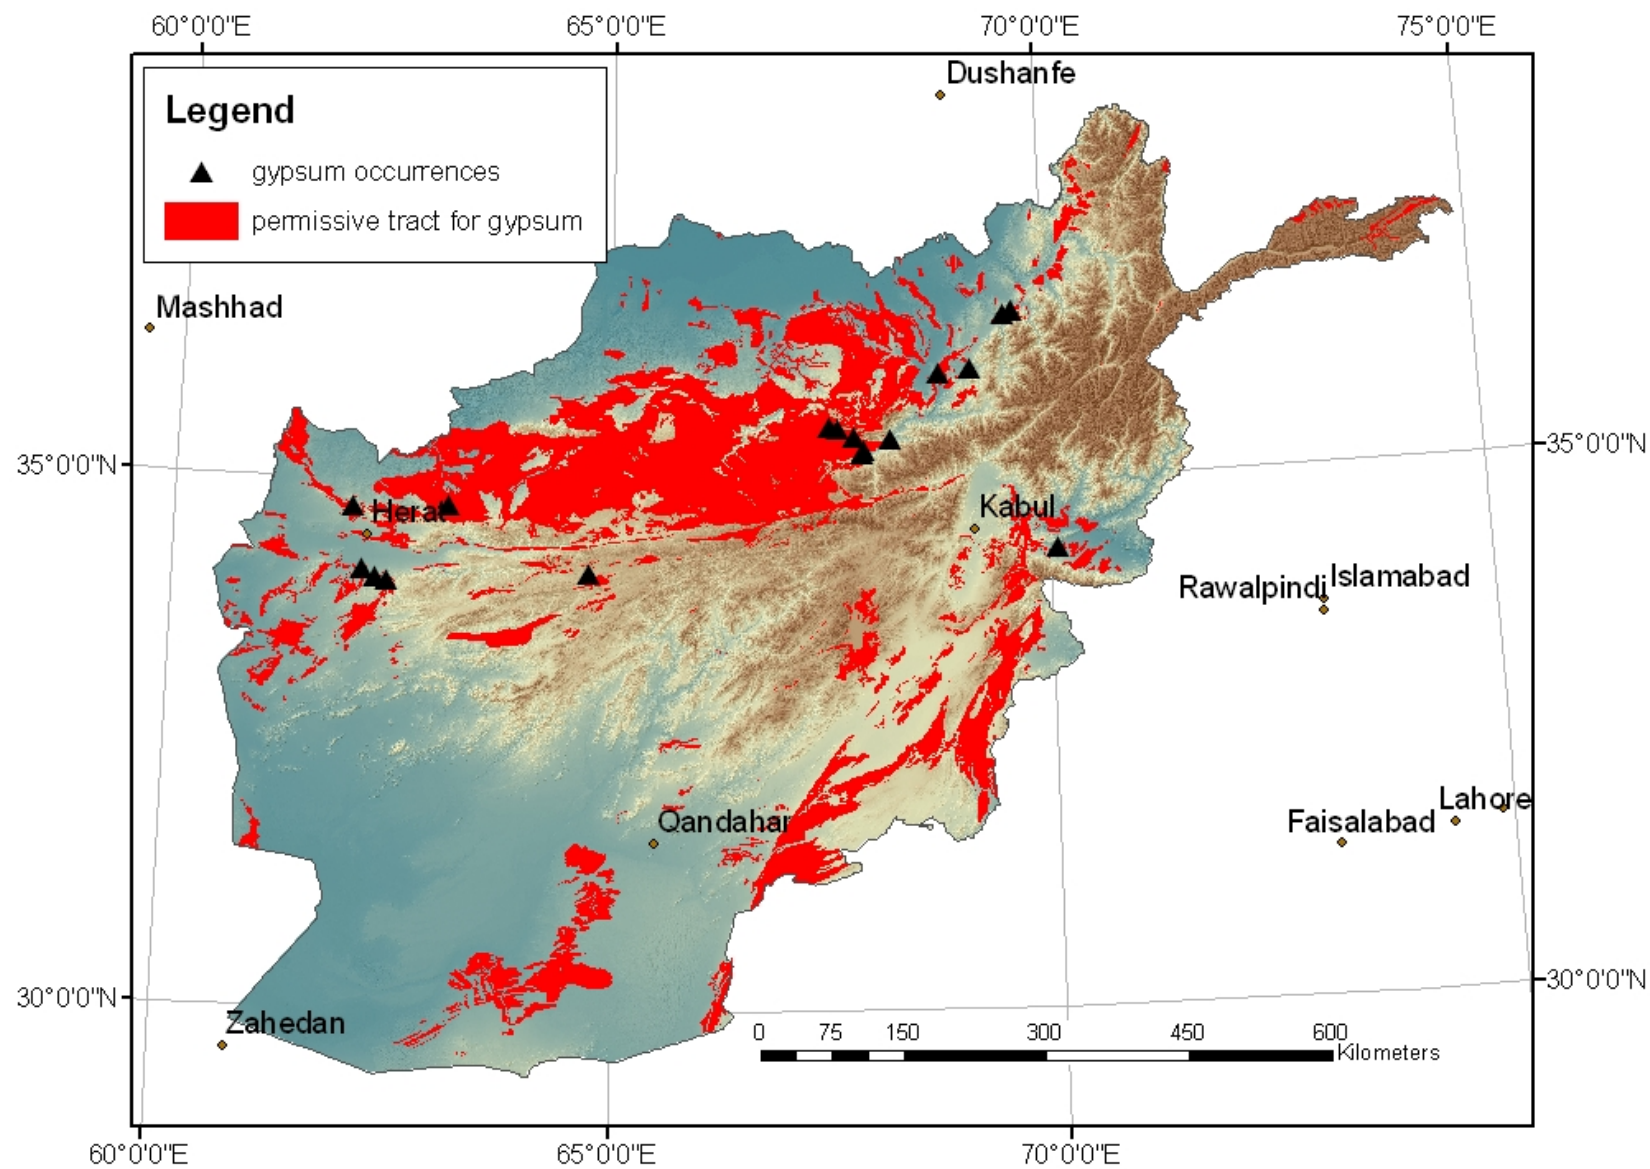 60°0'0"E 65°0'0"E 70°0'0"E 75°0'0"E
Dushanfe
Legend
gypsum occurrences
permissive tract for gypsum
Mashhad
35°0'0"N 35°0'0"N
Herat
Kabul
Rawalpindi Islamabad
Qandahar
Lahore
Faisalabad
30°0'0"N 30°0'0"N
Zahedan
0 75 150 300 450 600
Kilometers
60°0'0"E 65°0'0"E 70°0'0"E